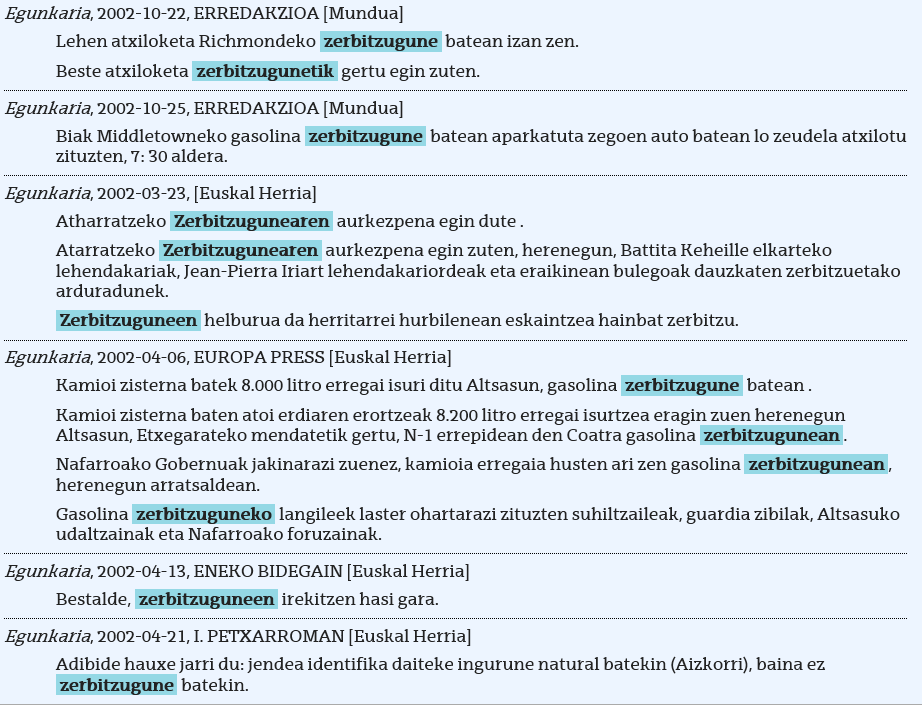 Egunkaria, 2002-10-22, ERREDAKZIOA [Mundua]
Lehen atxiloketa Richmondeko zerbitzugune batean izan zen.
Beste atxiloketa zerbitzugunetik gertu egin zuten.
Egunkaria, 2002-10-25, ERREDAKZIOA [Mundua]
Biak Middletowneko gasolina zerbitzugune batean aparkatuta zegoen auto batean lo zeudela atxilotu
zituzten, 7: 30 aldera.
Egunkaria, 2002-03-23, [Euskal Herria]
Atharratzeko Zerbitzugunearen aurkezpena egin dute .
Atarratzeko Zerbitzugunearen aurkezpena egin zuten, herenegun, Battita Keheille elkarteko
lehendakariak, Jean-Pierra Iriart lehendakariordeak eta eraikinean bulegoak dauzkaten zerbitzuetako
arduradunek.
Zerbitzuguneen helburua da herritarrei hurbilenean eskaintzea hainbat zerbitzu.
Egunkaria, 2002-04-06, EUROPA PRESS [Euskal Herria]
Kamioi zisterna batek 8.000 litro erregai isuri ditu Altsasun, gasolina zerbitzugune batean .
Kamioi zisterna baten atoi erdiaren erortzeak 8.200 litro erregai isurtzea eragin zuen herenegun
Altsasun, Etxegarateko mendatetik gertu, N-1 errepidean den Coatra gasolina zerbitzugunean.
Nafarroako Gobernuak jakinarazi zuenez, kamioia erregaia husten ari zen gasolina zerbitzugunean,
herenegun arratsaldean.
Gasolina zerbitzuguneko langileek laster ohartarazi zituzten suhiltzaileak, guardia zibilak, Altsasuko
udaltzainak eta Nafarroako foruzainak.
Egunkaria, 2002-04-13, ENEKO BIDEGAIN [Euskal Herria]
Bestalde, zerbitzuguneen irekitzen hasi gara.
Egunkaria, 2002-04-21, I. PETXARROMAN [Euskal Herria]
Adibide hauxe jarri du: jendea identifika daiteke ingurune natural batekin (Aizkorri), baina ez
zerbitzugune batekin.